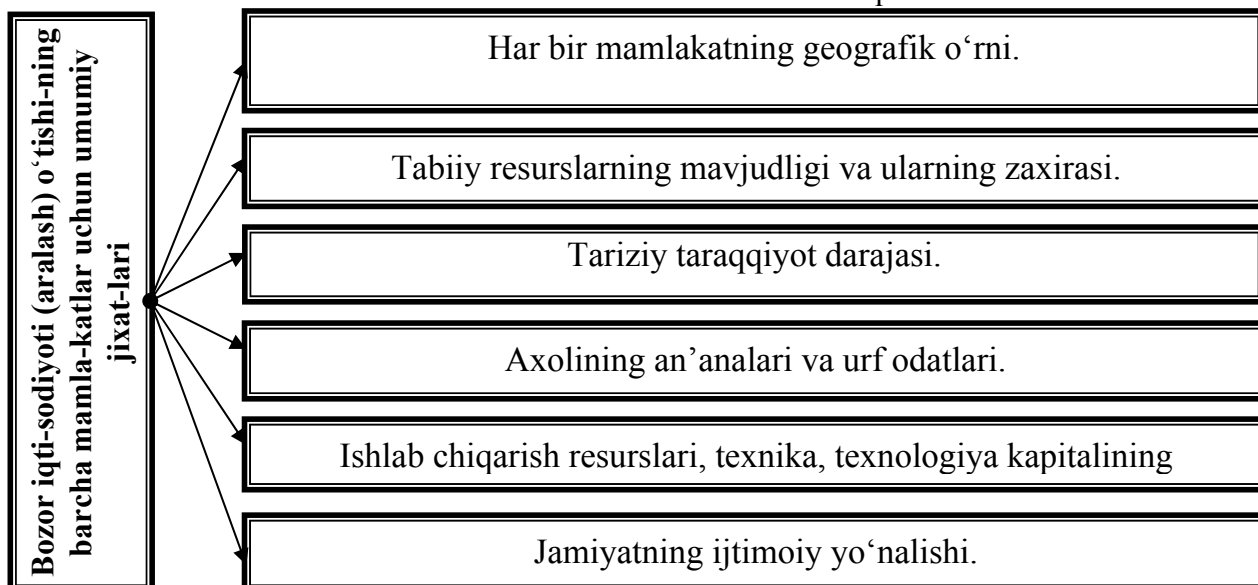 Bozor iqti-sodiyoti (aralash) o‘tishi-ning
barcha mamla-katlar uchun umumiy
jixat-lari
Har bir mamlakatning geografik o‘rni.
Tabiiy resurslarning mavjudligi va ularning zaxirasi.
Tariziy taraqqiyot darajasi.
Axolining an’analari va urf odatlari.
Ishlab chiqarish resurslari, texnika, texnologiya kapitalining
Jamiyatning ijtimoiy yo‘nalishi.